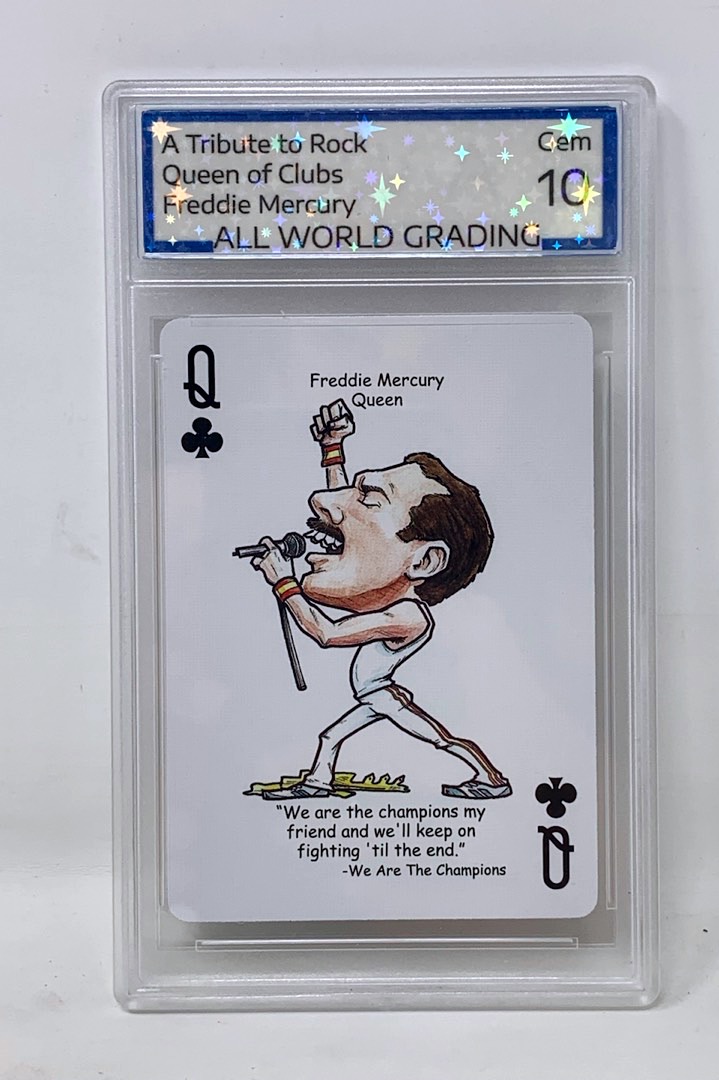 A Tribute to Rock
Gem
Queen of Clubs
10
Freddie Mercury
ALL WORLD GRADING
Q
Freddie Mercury
Queen
"We are the champions my
friend and we'll keep on
fighting 'til the end."
-We Are The Champions
Q